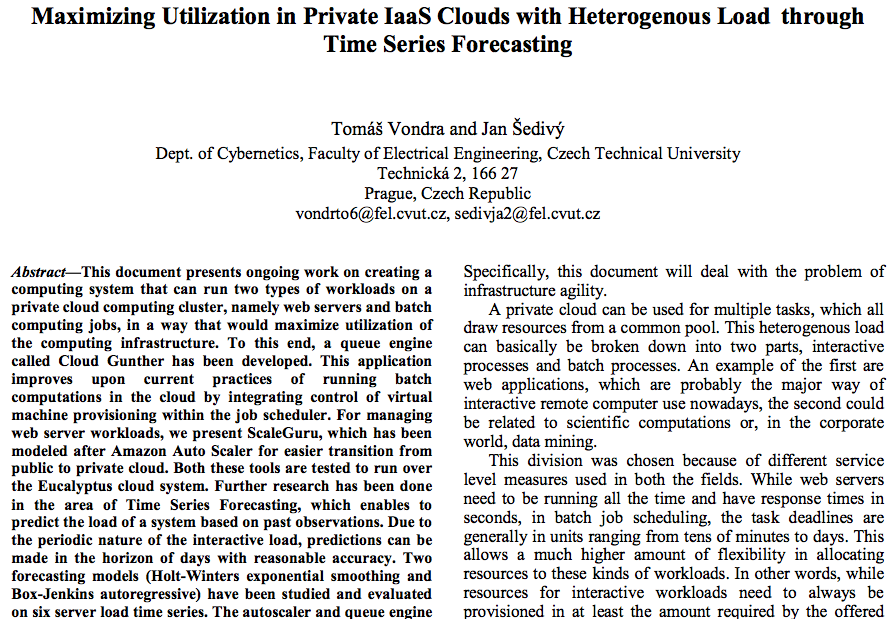 Maximizing Utilization in Private IaaS Clouds with Heterogenous Load through
Time Series Forecasting
Tomáš Vondra and Jan Šedivý
Dept. of Cybernetics, Faculty of Electrical Engineering, Czech Technical University
Technická 2, 166 27
Prague, Czech Republic
vondrto6@fel.cvut.cz, sedivja2@fel.cvut.cz
Abstract—This document presents ongoing work on creating a
computing system that can run two types of workloads on a
private cloud computing cluster, namely web servers and batch
computing jobs, in a way that would maximize utilization of
the computing infrastructure. To this end, a queue engine
called Cloud Gunther has been developed. This application
improves upon current practices of running batch
computations in the cloud by integrating control of virtual
machine provisioning within the job scheduler. For managing
web server workloads, we present ScaleGuru, which has been
modeled after Amazon Auto Scaler for easier transition from
public to private cloud. Both these tools are tested to run over
the Eucalyptus cloud system. Further research has been done
in the area of Time Series Forecasting, which enables to
predict the load of a system based on past observations. Due to
the periodic nature of the interactive load, predictions can be
made in the horizon of days with reasonable accuracy. Two
forecasting models (Holt-Winters exponential smoothing and
Box-Jenkins autoregressive) have been studied and evaluated
on six server load time series. The autoscaler and queue engine
Specifically, this document will deal with the problem of
infrastructure agility.
A private cloud can be used for multiple tasks, which all
draw resources from a common pool. This heterogenous load
can basically be broken down into two parts, interactive
processes and batch processes. An example of the first are
web applications, which are probably the major way of
interactive remote computer use nowadays, the second could
be related to scientific computations or, in the corporate
world, data mining.
This division was chosen because of different service
level measures used in both the fields. While web servers
need to be running all the time and have response times in
seconds, in batch job scheduling, the task deadlines are
generally in units ranging from tens of minutes to days. This
allows a much higher amount of flexibility in allocating
resources to these kinds of workloads. In other words, while
resources for interactive workloads need to always be
provisioned in at least the amount required by the offered